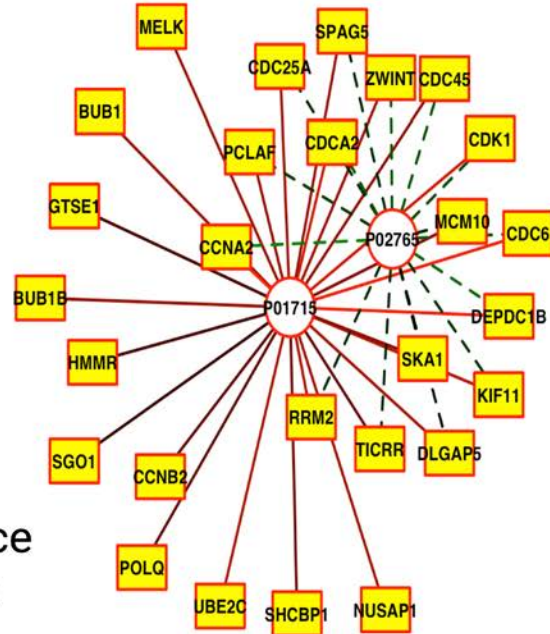 MELK
SPAG5
CDC25A
ZWINT
CDC45
BUB1
PCLAF
CDCA2
CDK1
GTSE1
CCNA2
P02765
MCM10
CDC6
BUB1B
P01715
DEPDC1B
HMMR
SKA1
KIF11
RRM2
SGO1
CCNB2
TICRR
DLGAP5
ce
POLQ
UBE2C
SHCBP1
NUSAP1